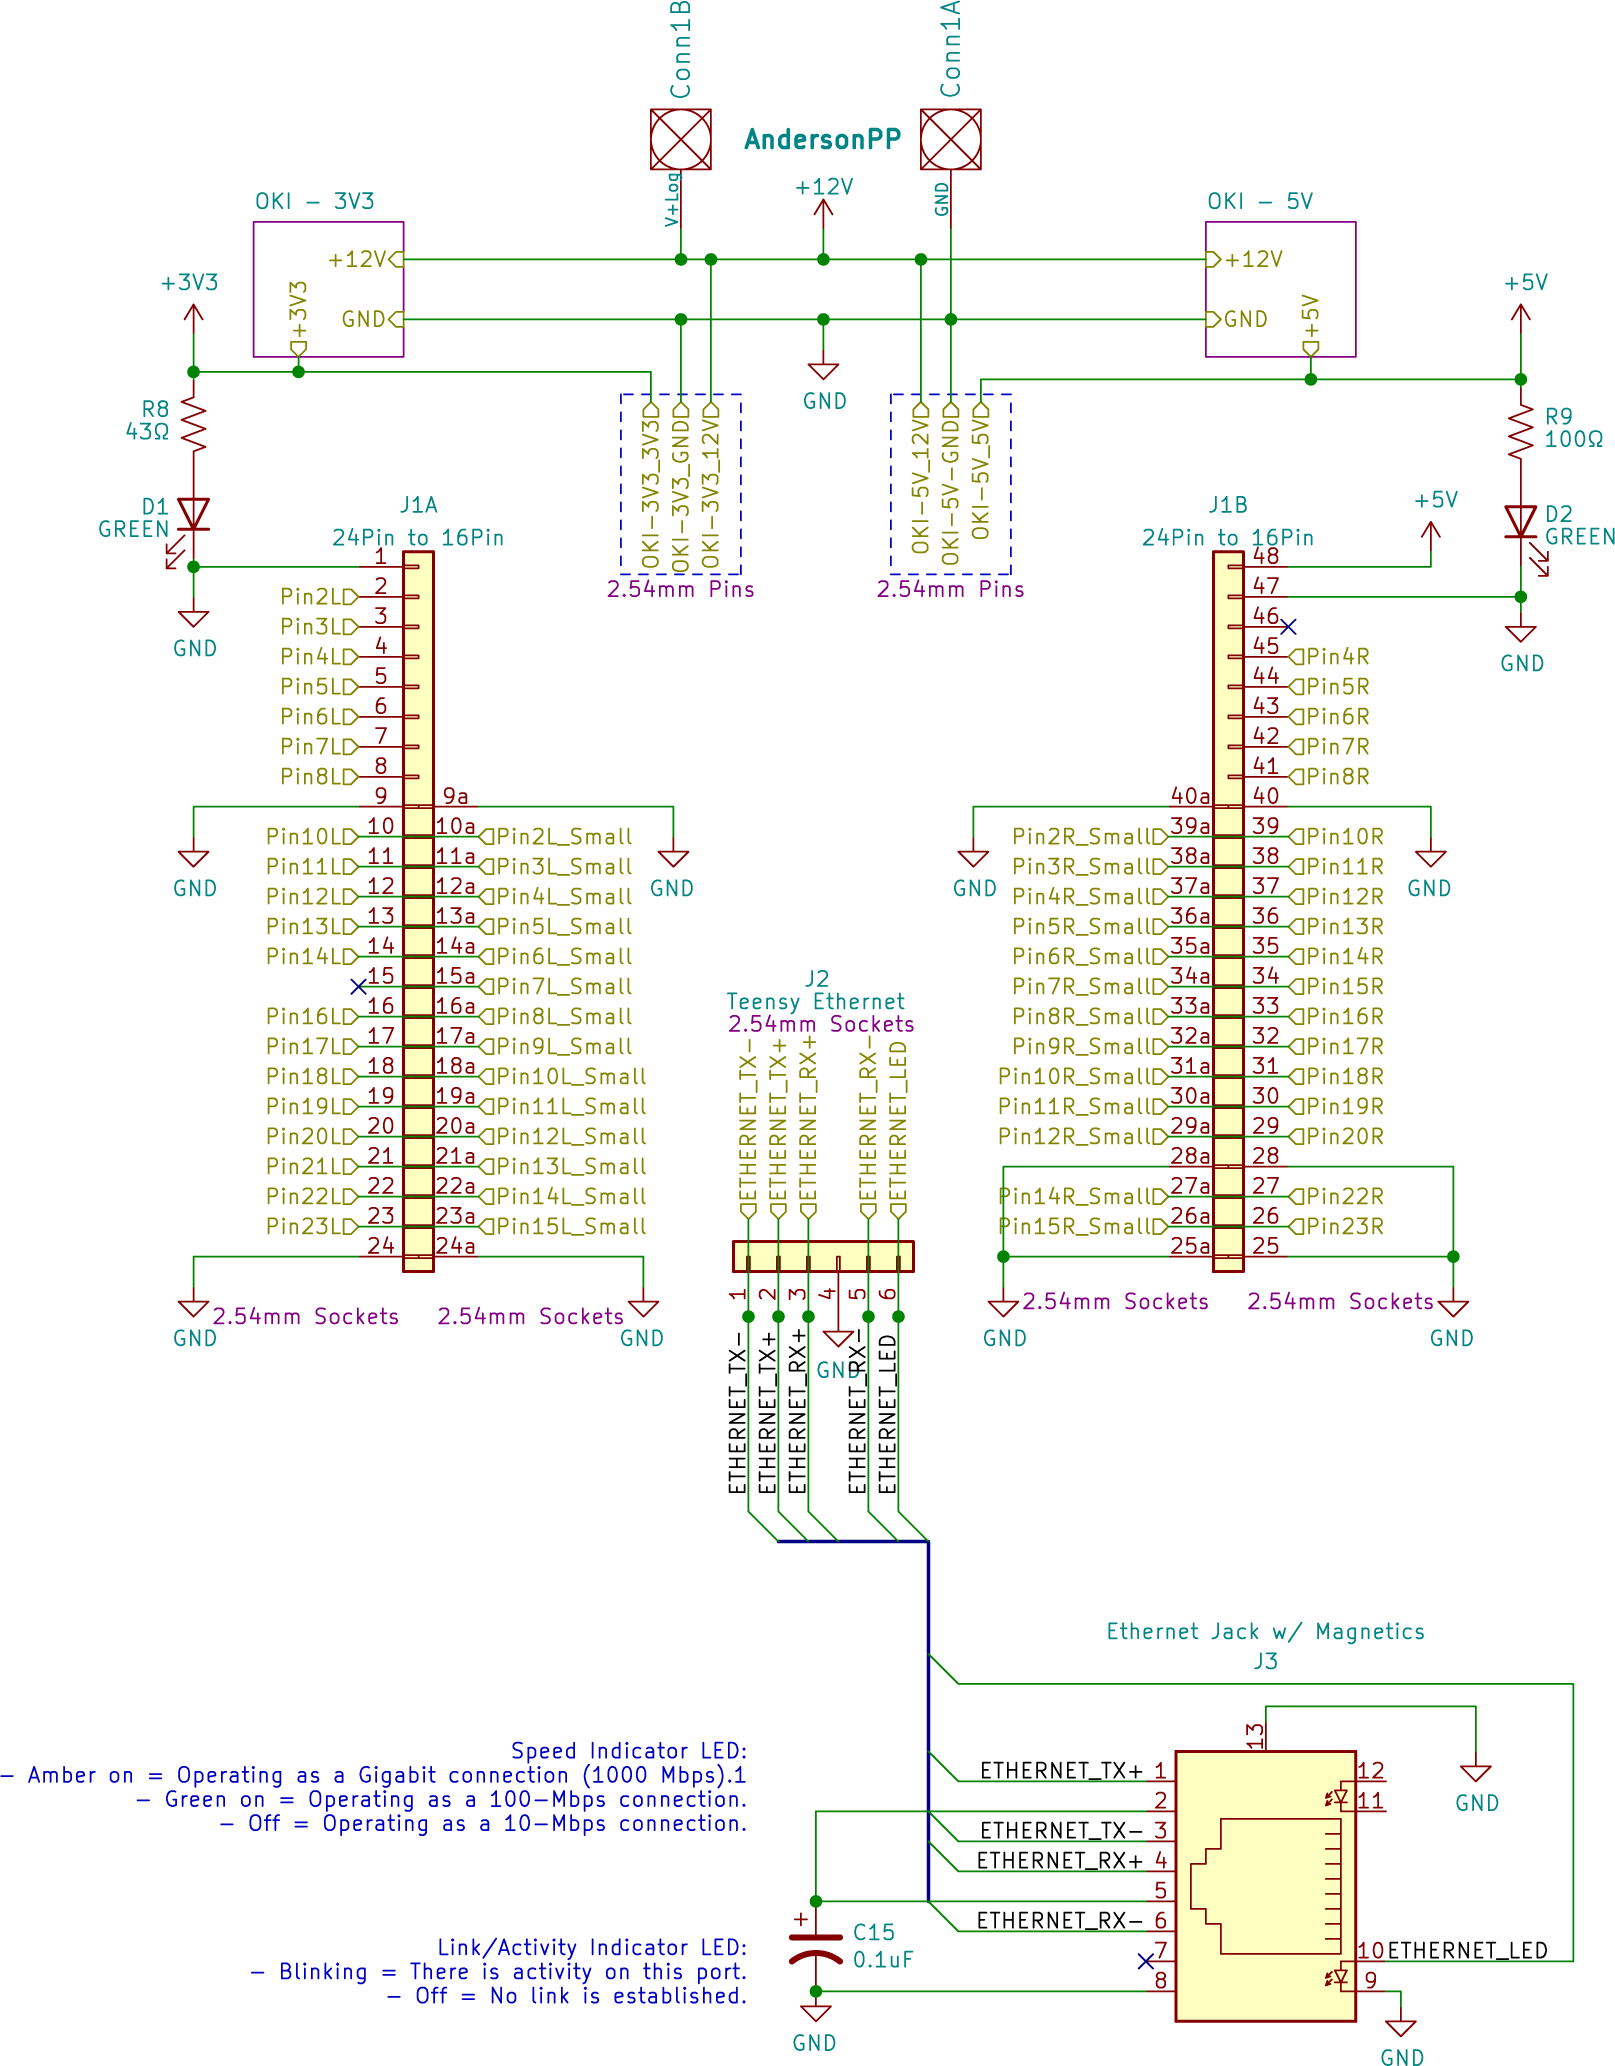 Conn1B
Conn1A
AndersonPP
V+Log
+12V
GND
OKI - 3V3
OKI - 5V
+12V
GND
+3V3
+12V
GND
+5V
+3V3
+5V
GND
R8
43Ω
R9
100Ω
D1
GREEN
D2
GREEN
GND
GND
OKI-3V3_3V3
OKI-3V3_GND
OKI-3V3_12V
2.54mm Pins
OKI-5V_12V
OKI-5V-GND
OKI-5V_5V
2.54mm Pins
J1A
24Pin to 16Pin
1
Pin2L 2
Pin3L 3
Pin4L 4
Pin5L 5
Pin6L 6
Pin7L 7
Pin8L 8
9 9a
Pin10L 10 10a Pin2L_Small
Pin11L 11 11a Pin3L_Small
Pin12L 12 12a Pin4L_Small
Pin13L 13 13a Pin5L_Small
Pin14L 14 14a Pin6L_Small
15 15a Pin7L_Small
Pin16L 16 16a Pin8L_Small
Pin17L 17 17a Pin9L_Small
Pin18L 18 18a Pin10L_Small
Pin19L 19 19a Pin11L_Small
Pin20L 20 20a Pin12L_Small
Pin21L 21 21a Pin13L_Small
Pin22L 22 22a Pin14L_Small
Pin23L 23 23a Pin15L_Small
24 24a
GND
GND
GND
GND
2.54mm Sockets
2.54mm Sockets
J1B
24Pin to 16Pin
+5V
48
47
46
45 Pin4R
44 Pin5R
43 Pin6R
42 Pin7R
41 Pin8R
40a 40
Pin2R_Small 39a 39 Pin10R
Pin3R_Small 38a 38 Pin11R
Pin4R_Small 37a 37 Pin12R
Pin5R_Small 36a 36 Pin13R
Pin6R_Small 35a 35 Pin14R
Pin7R_Small 34a 34 Pin15R
Pin8R_Small 33a 33 Pin16R
Pin9R_Small 32a 32 Pin17R
Pin10R_Small 31a 31 Pin18R
Pin11R_Small 30a 30 Pin19R
Pin12R_Small 29a 29 Pin20R
28a 28
Pin14R_Small 27a 27 Pin22R
Pin15R_Small 26a 26 Pin23R
25a 25
GND
GND
GND
GND
2.54mm Sockets
2.54mm Sockets
J2
Teensy Ethernet
2.54mm Sockets
ETHERNET_TX-
ETHERNET_TX+
ETHERNET_RX+
ETHERNET_RX-
ETHERNET_LED
1
2
3
4
5
6
GND
ETHERNET_TX-
ETHERNET_TX+
ETHERNET_RX+
ETHERNET_RX-
ETHERNET_LED
Ethernet Jack w/ Magnetics
J3
13
GND
ETHERNET_TX+ 1
2
ETHERNET_TX- 3
ETHERNET_RX+ 4
5
ETHERNET_RX- 6
7
8
12
11
10 ETHERNET_LED
9
GND
+
C15
0.1uF
GND
Speed Indicator LED:
- Amber on = Operating as a Gigabit connection (1000 Mbps).1
- Green on = Operating as a 100-Mbps connection.
- Off = Operating as a 10-Mbps connection.
Link/Activity Indicator LED:
- Blinking = There is activity on this port.
- Off = No link is established.